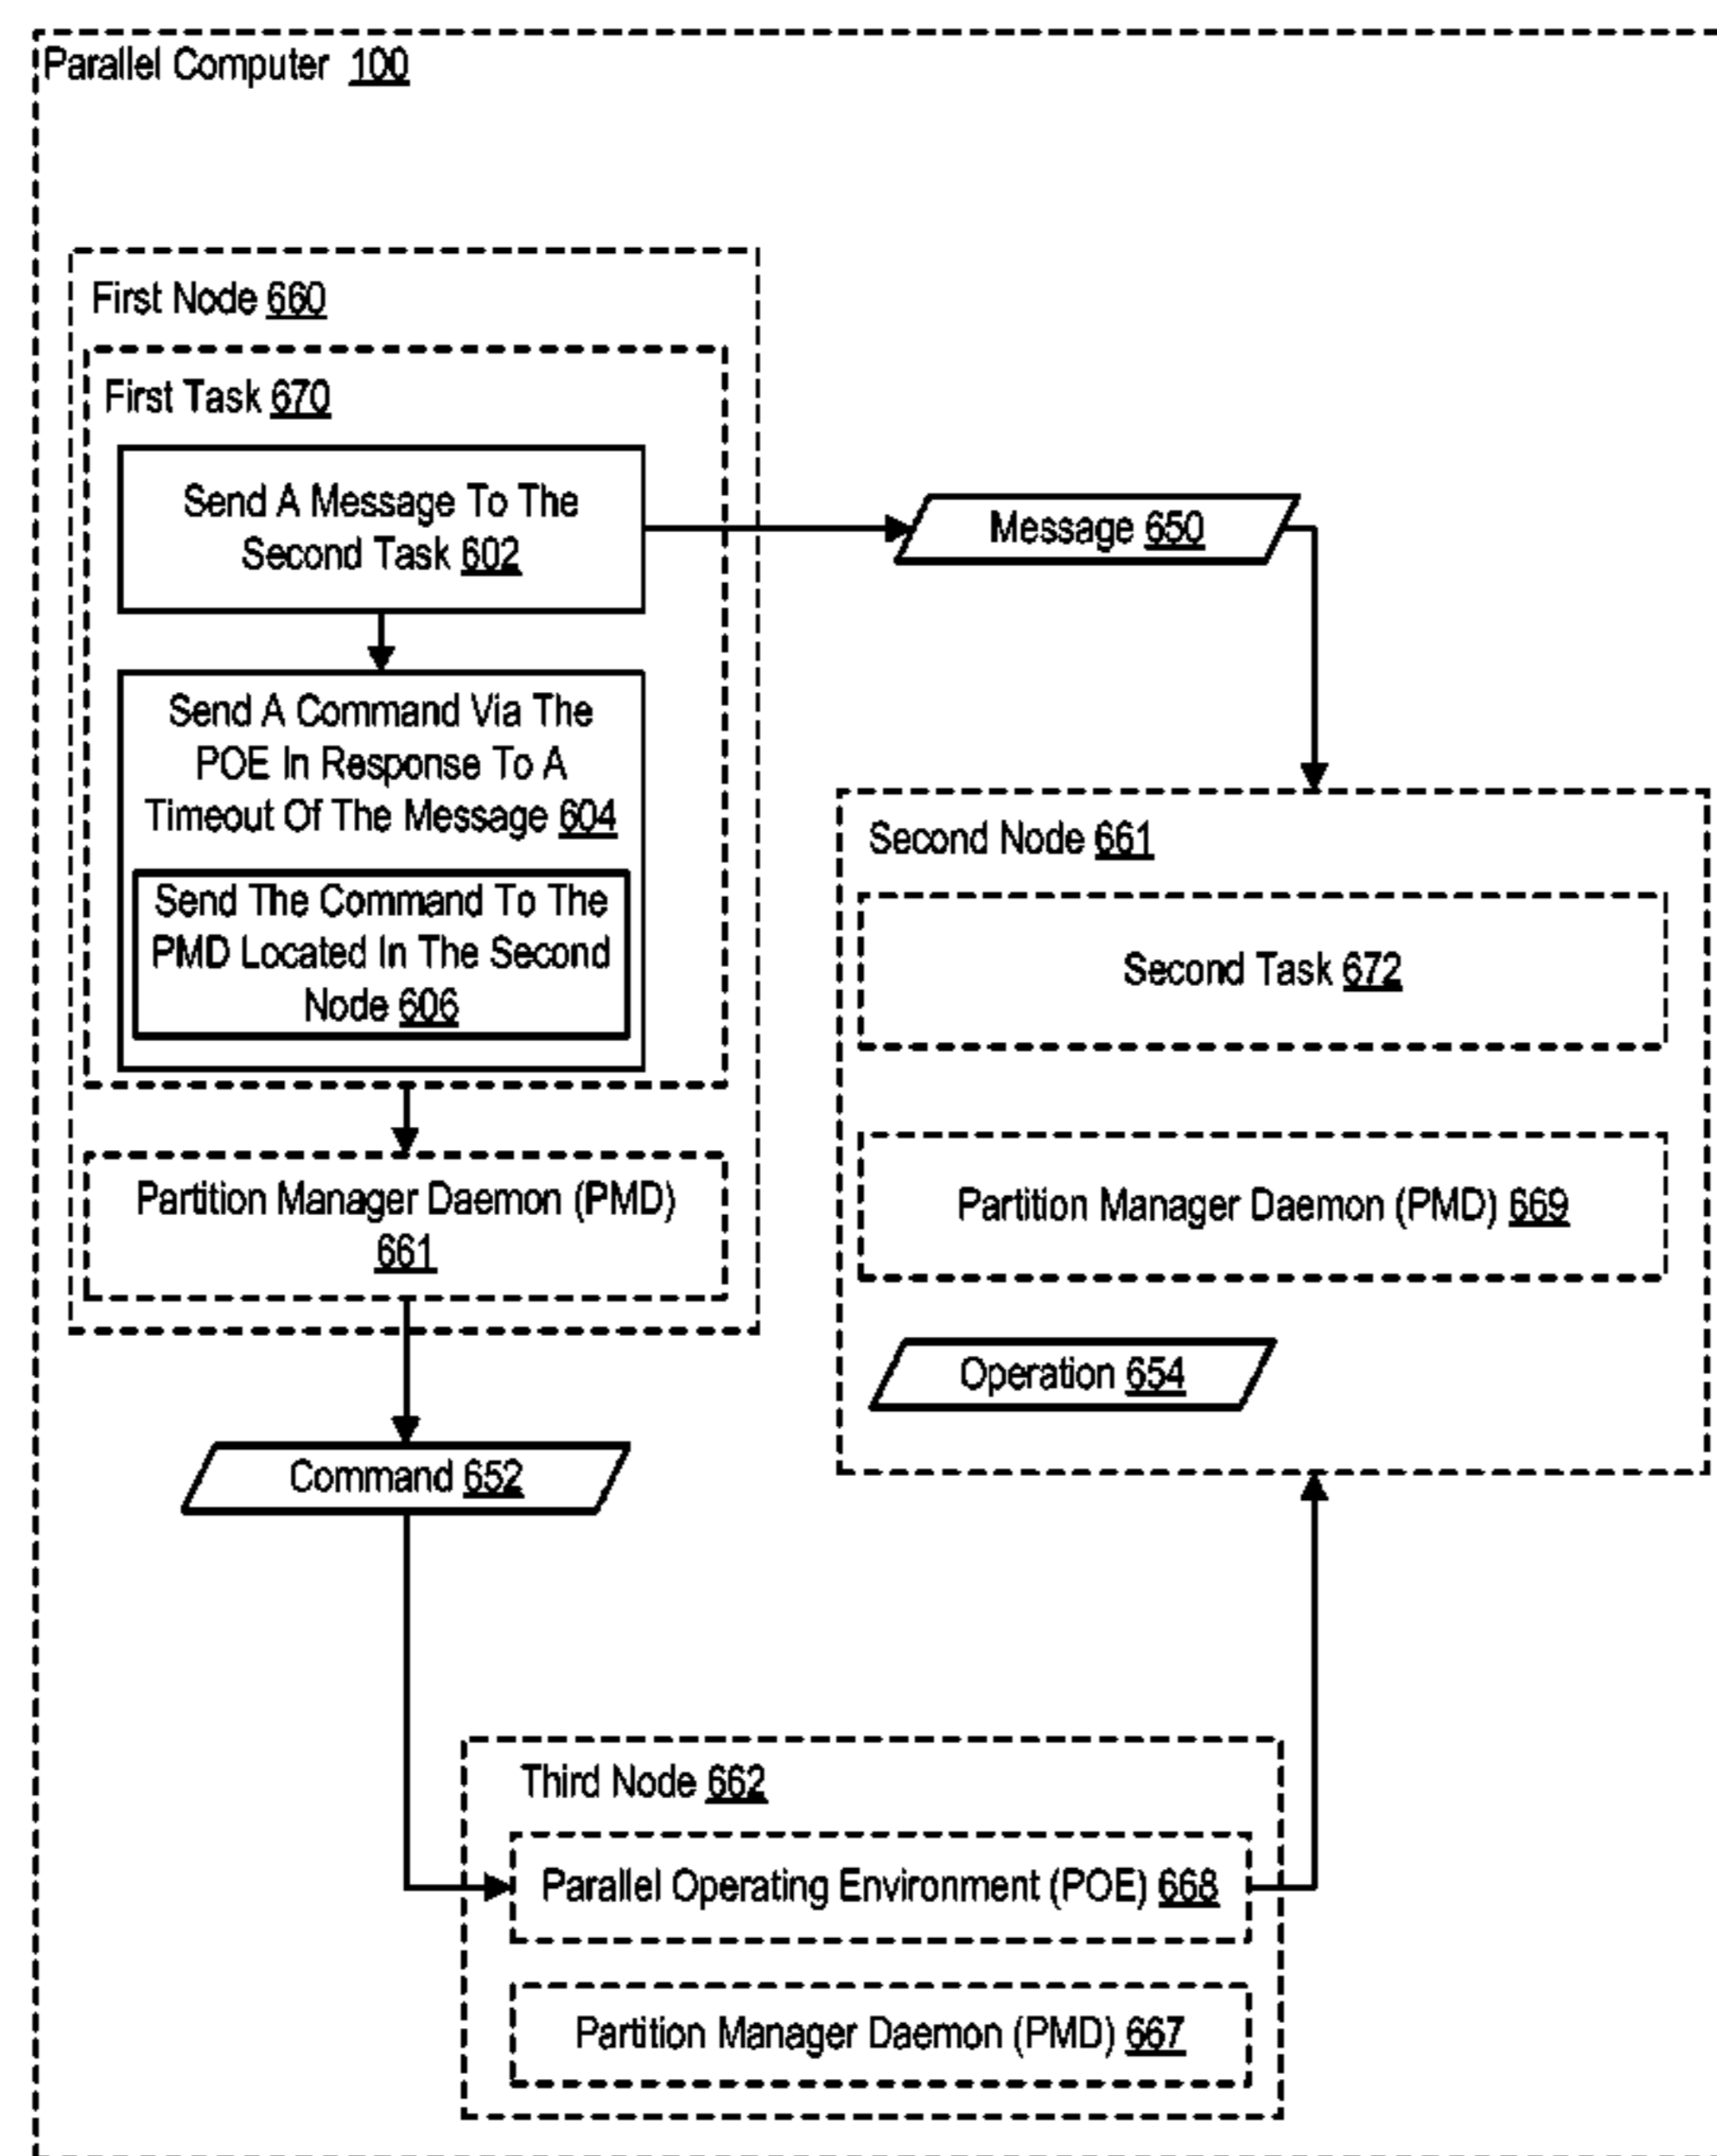 Parallel Computer 100
First Node 660
First Task 670
Send A Message To The
Second Task 602
Message 650
Send A Command Via The
POE In Response To A
Timeout Of The Message 604
Send The Command To The
PMD Located In The Second
Node 606
Second Node 661
Second Task 672
Partition Manager Daemon (PMD)
661
Partition Manager Daemon (PMD) 669
Operation 654
Command 652
Third Node 662
Parallel Operating Environment (POE) 668
Partition Manager Daemon (PMD) 667